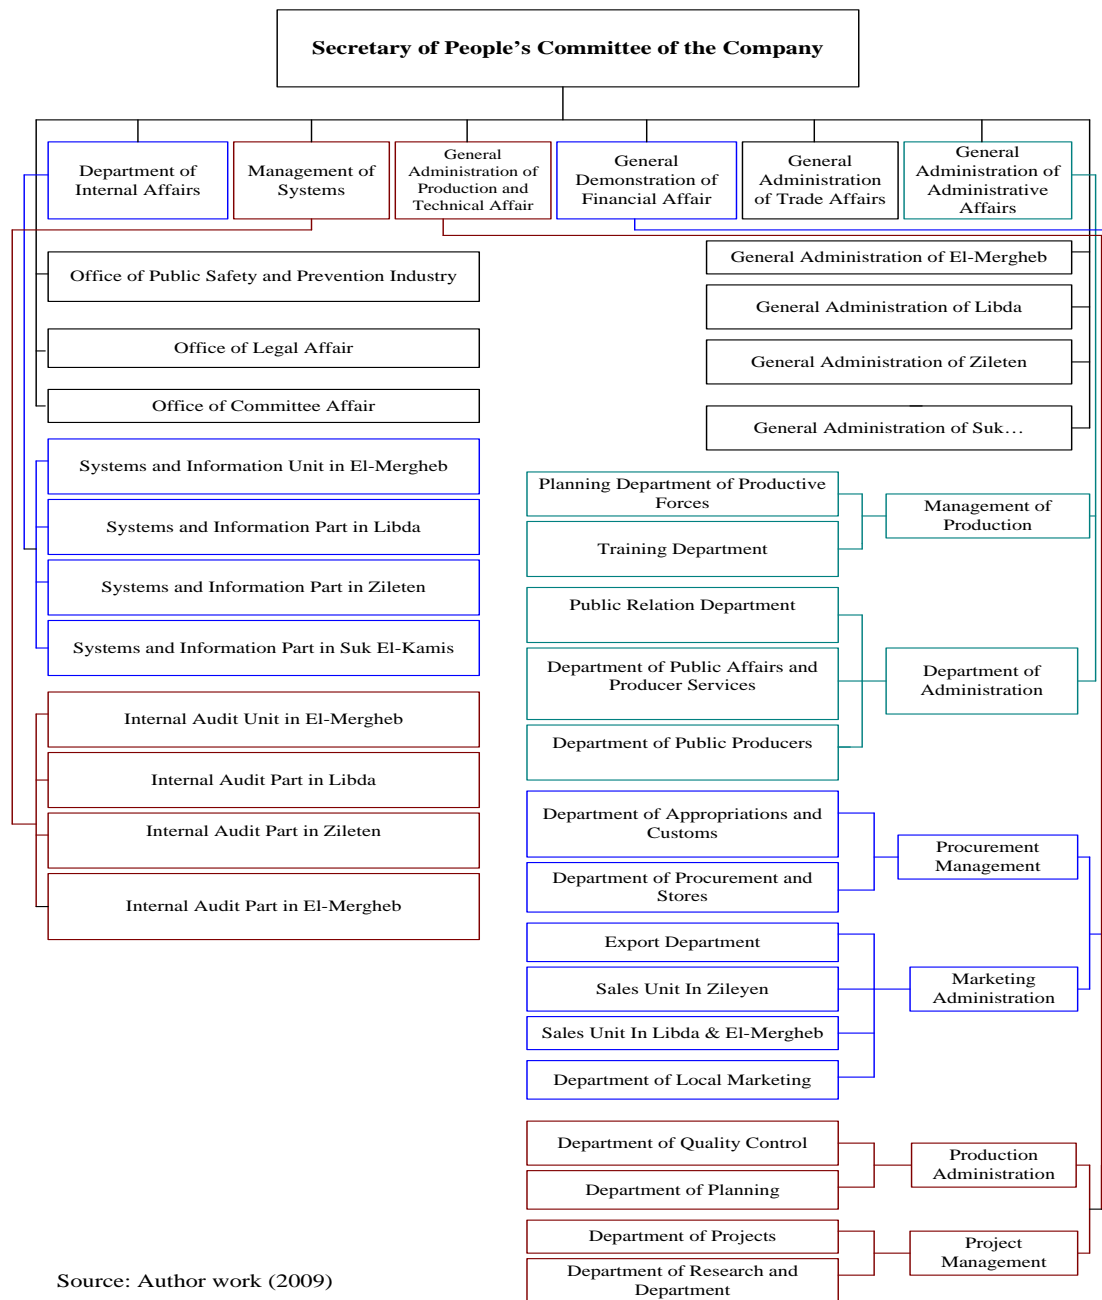 Secretary of People’s Committee of the Company
Department of
Internal Affairs
Management of
Systems
General
Administration of
Production and
Technical Affair
General
Demonstration of
Financial Affair
General
Administration
of Trade Affairs
General
Administration of
Administrative
Affairs
Office of Public Safety and Prevention Industry
Office of Legal Affair
Office of Committee Affair
Systems and Information Unit in El-Mergheb
Systems and Information Part in Libda
Systems and Information Part in Zileten
Systems and Information Part in Suk El-Kamis
Internal Audit Unit in El-Mergheb
Internal Audit Part in Libda
Internal Audit Part in Zileten
Internal Audit Part in El-Mergheb
General Administration of El-Mergheb
General Administration of Libda
General Administration of Zileten
General Administration of Suk…
Planning Department of Productive
Forces
Training Department
Management of
Production
Public Relation Department
Department of Public Affairs and
Producer Services
Department of Public Producers
Department of
Administration
Department of Appropriations and
Customs
Department of Procurement and
Stores
Procurement
Management
Export Department
Sales Unit In Zileyen
Sales Unit In Libda & El-Mergheb
Department of Local Marketing
Marketing
Administration
Department of Quality Control
Department of Planning
Production
Administration
Department of Projects
Department of Research and
Department
Project
Management
Source: Author work (2009)